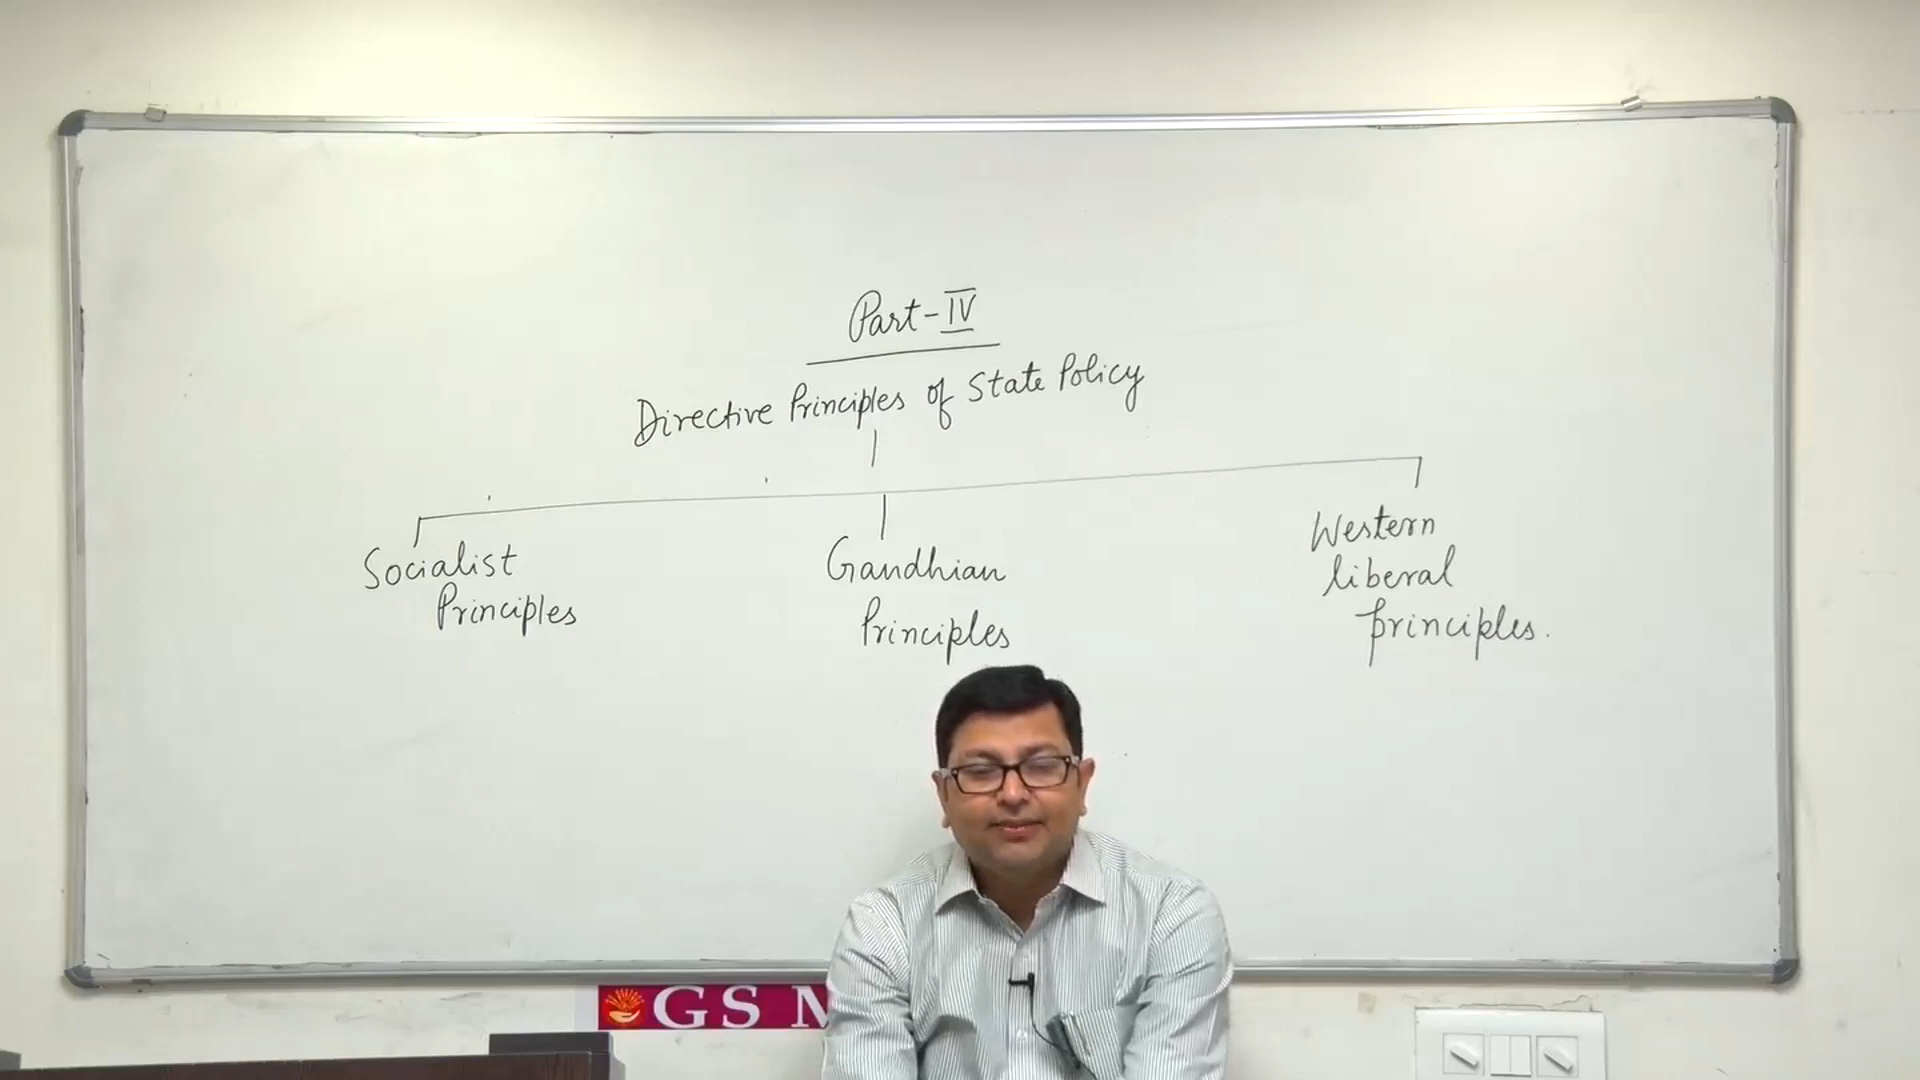 Part-IV
Directive Principles of State Policy
Socialist
Principles
Gandhian
Principles
Western
liberal
principles.
GS